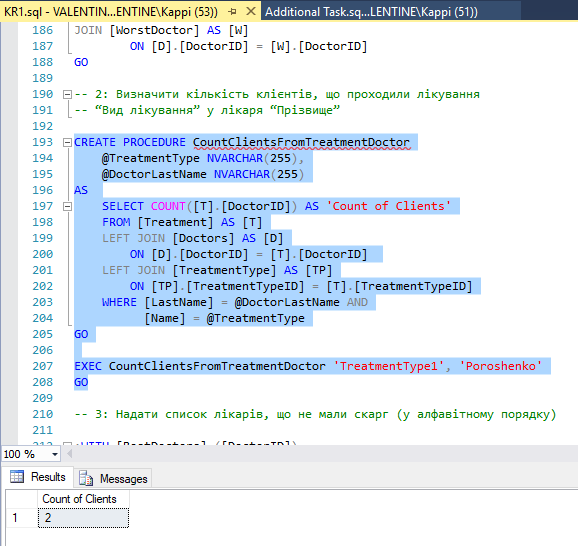 KR1.sql - VALENTIN...ENTINE\Kappi (53))
Additional Task.sq...LENTINE\Kappi (51))
186 JOIN [WorstDoctor] AS [W]
187 ON [D].[DoctorID] = [W].[DoctorID]
188 GO
189
190 -- 2: Визначити кількість клієнтів, що проходили лікування
191 -- “Вид лікування” у лікаря “Прізвище”
192
193 CREATE PROCEDURE CountClientsFromTreatmentDoctor
194 @TreatmentType NVARCHAR(255),
195 @DoctorLastName NVARCHAR(255)
196 AS
197 SELECT COUNT([T].[DoctorID]) AS 'Count of Clients'
198 FROM [Treatment] AS [T]
199 LEFT JOIN [Doctors] AS [D]
200 ON [D].[DoctorID] = [T].[DoctorID]
201 LEFT JOIN [TreatmentType] AS [TP]
202 ON [TP].[TreatmentTypeID] = [T].[TreatmentTypeID]
203 WHERE [LastName] = @DoctorLastName AND
204 [Name] = @TreatmentType
205 GO
206
207 EXEC CountClientsFromTreatmentDoctor 'TreatmentType1', 'Poroshenko'
208 GO
209
210 -- 3: Надати список лікарів, що не мали скарг (у алфавітному порядку)
211
100 %
Results
Messages
Count of Clients
1 2